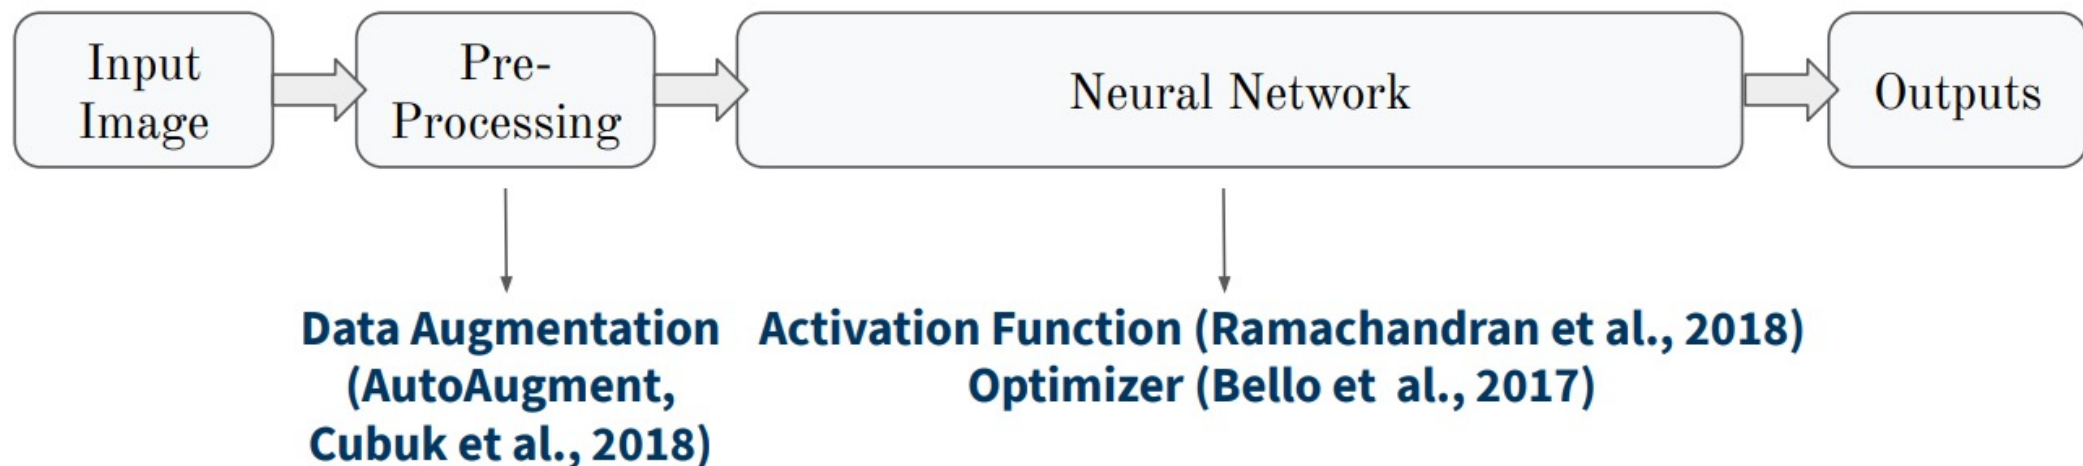 Input
Image
Pre-
Processing
Neural Network
Outputs
Data Augmentation
(AutoAugment,
Cubuk et al., 2018)
Activation Function (Ramachandran et al., 2018)
Optimizer (Bello et al., 2017)